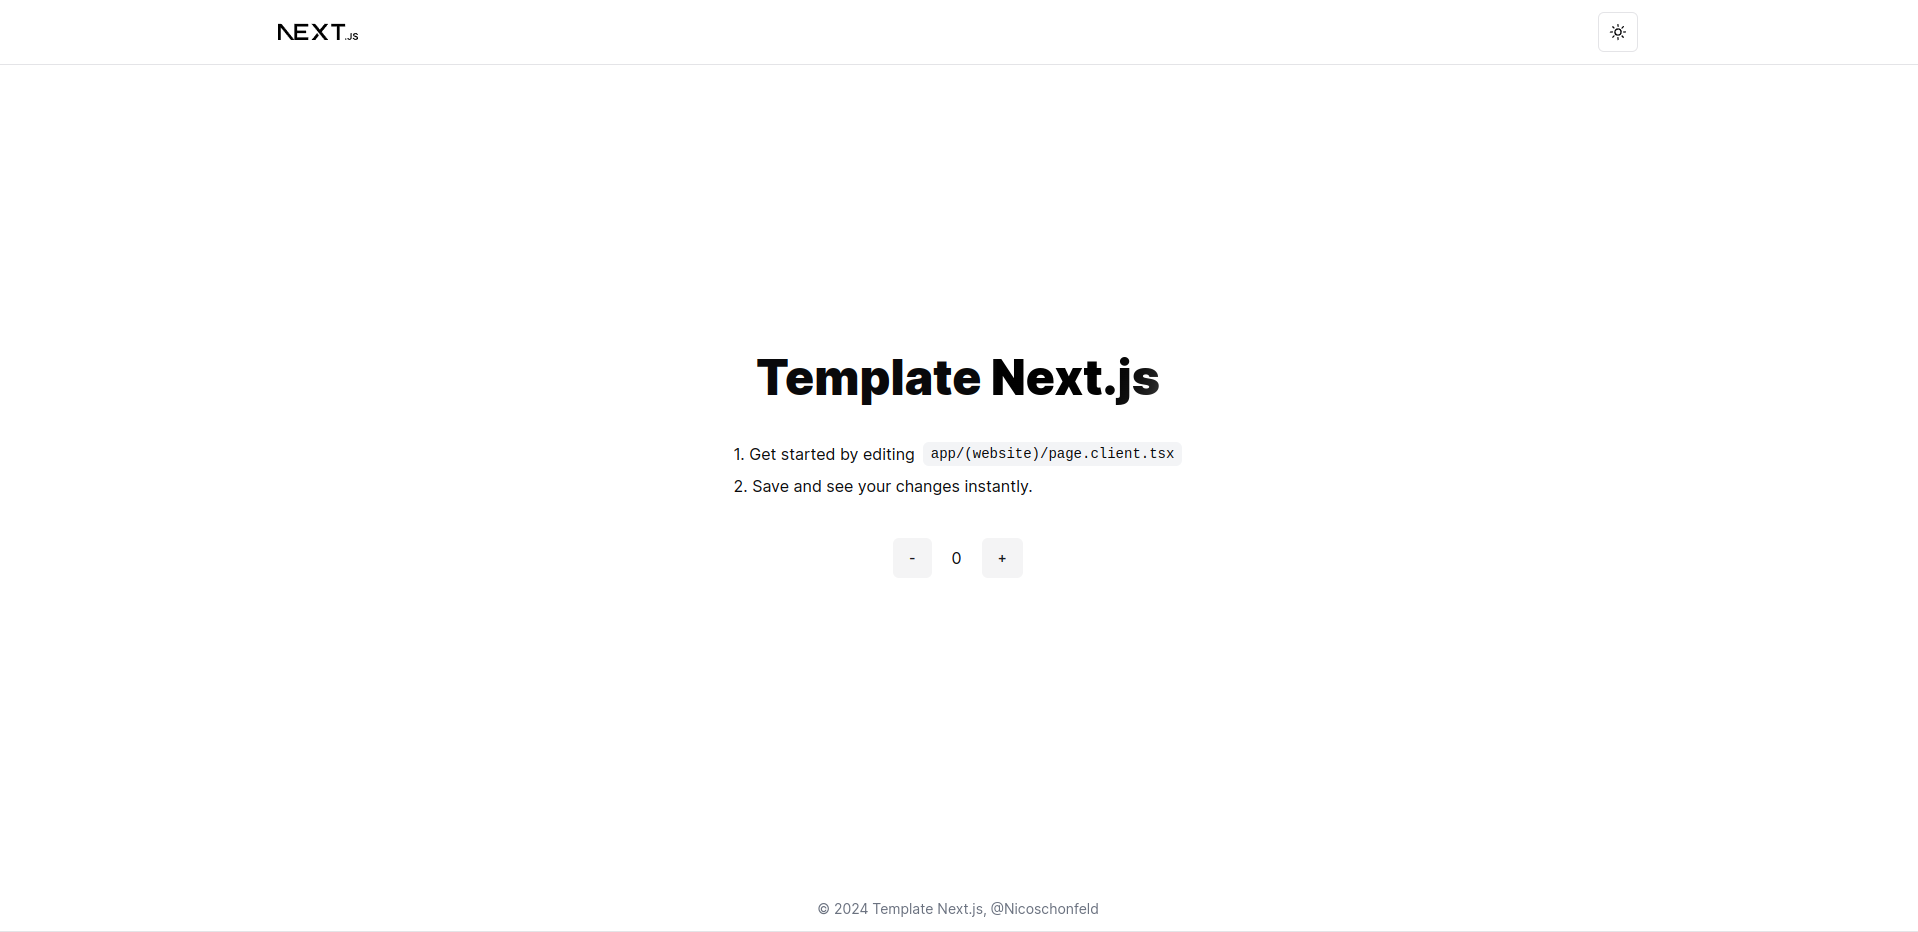 NEXT.JS
Template Next.js
1. Get started by editing app/(website)/page.client.tsx
2. Save and see your changes instantly.
- 0 +
© 2024 Template Next.js, @Nicoschonfeld